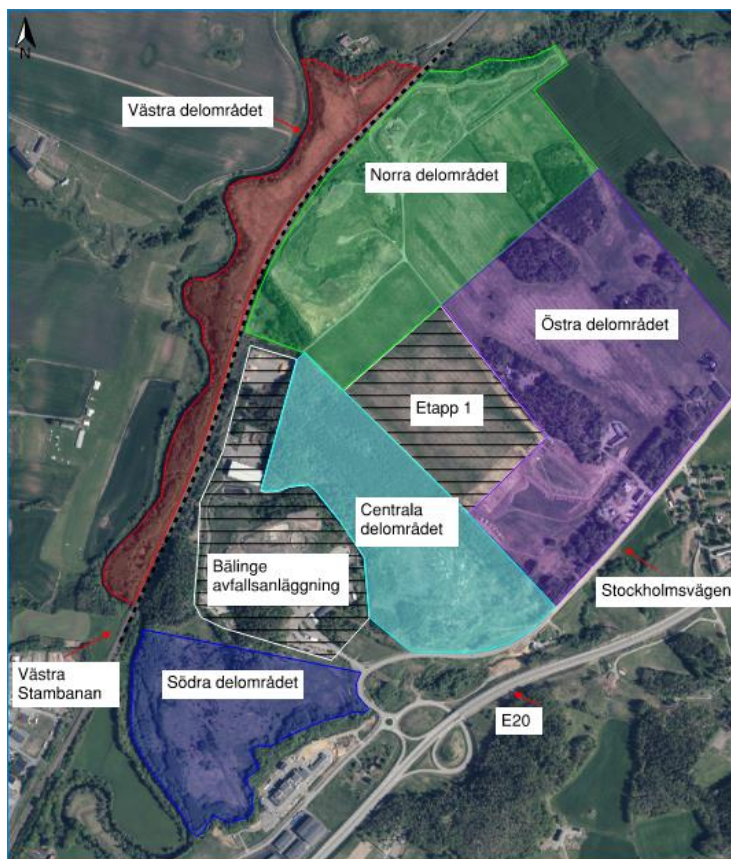 N
Västra delområdet
Norra delområdet
Östra delområdet
Etapp 1
Centrala
delområdet
Bälinge
avfallsanläggning
Stockholmsvägen
Västra
Stambanan
Södra delområdet
E20